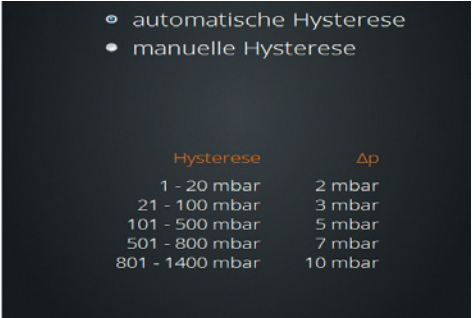 automatische Hysterese
manuelle Hysterese
Hysterese Δp
1 - 20 mbar 2 mbar
21 - 100 mbar 3 mbar
101 - 500 mbar 5 mbar
501 - 800 mbar 7 mbar
801 - 1400 mbar 10 mbar